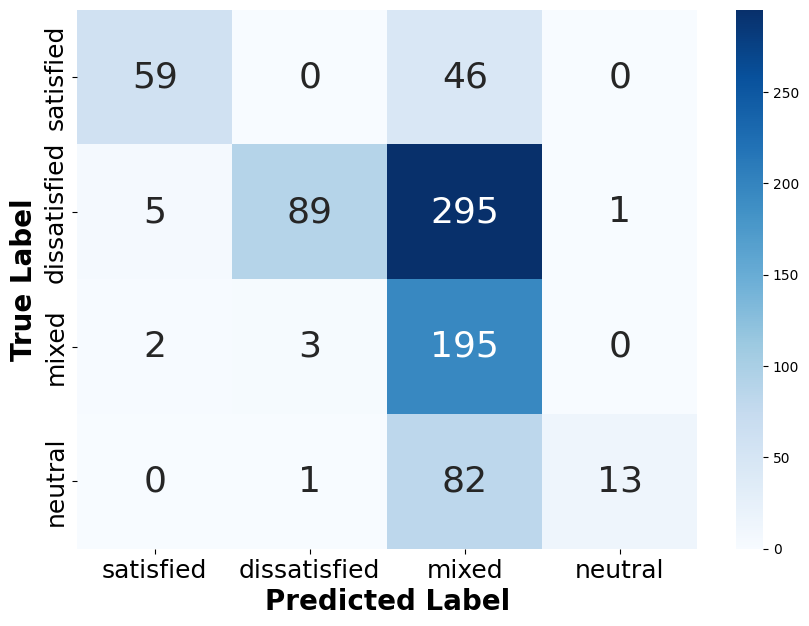 True Label
satisfied
59 0 46 0
dissatisfied
5 89 295 1
mixed
2 3 195 0
neutral
0 1 82 13
satisfied dissatisfied mixed neutral
Predicted Label
250
200
150
100
50
0